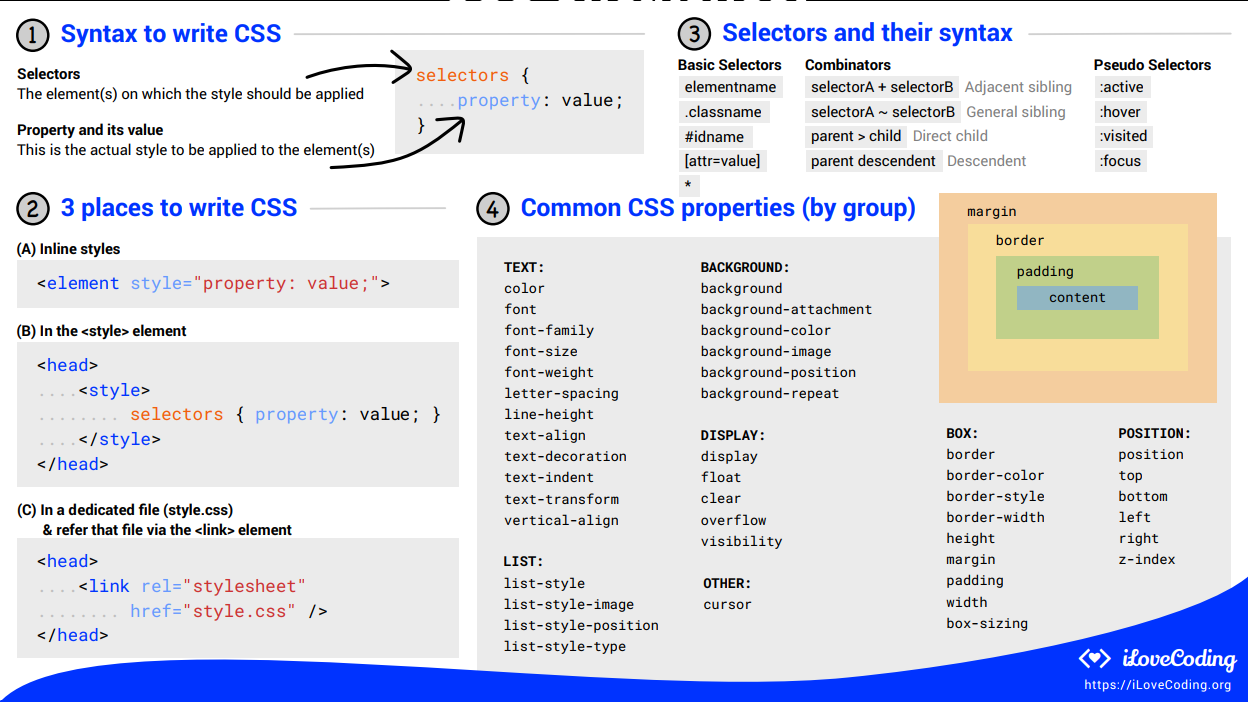 1 Syntax to write CSS
Selectors
The element(s) on which the style should be applied
Property and its value
This is the actual style to be applied to the element(s)
selectors {
....property: value;
}
2 3 places to write CSS
(A) Inline styles
<element style="property: value;">
(B) In the <style> element
<head>
....<style>
........ selectors { property: value; }
....</style>
</head>
(C) In a dedicated file (style.css)
& refer that file via the <link> element
<head>
....<link rel="stylesheet"
........ href="style.css" />
</head>
3 Selectors and their syntax
Basic Selectors
elementname
.classname
#idname
[attr=value]
*
Combinators
selectorA + selectorB Adjacent sibling
selectorA ~ selectorB General sibling
parent > child Direct child
parent descendent Descendent
Pseudo Selectors
:active
:hover
:visited
:focus
4 Common CSS properties (by group)
TEXT:
color
font
font-family
font-size
font-weight
letter-spacing
line-height
text-align
text-decoration
text-indent
text-transform
vertical-align
LIST:
list-style
list-style-image
list-style-position
list-style-type
BACKGROUND:
background
background-attachment
background-color
background-image
background-position
background-repeat
DISPLAY:
display
float
clear
overflow
visibility
OTHER:
cursor
margin
border
padding
content
BOX:
border
border-color
border-style
border-width
height
margin
padding
width
box-sizing
POSITION:
position
top
bottom
left
right
z-index
iLoveCoding
https://iLoveCoding.org